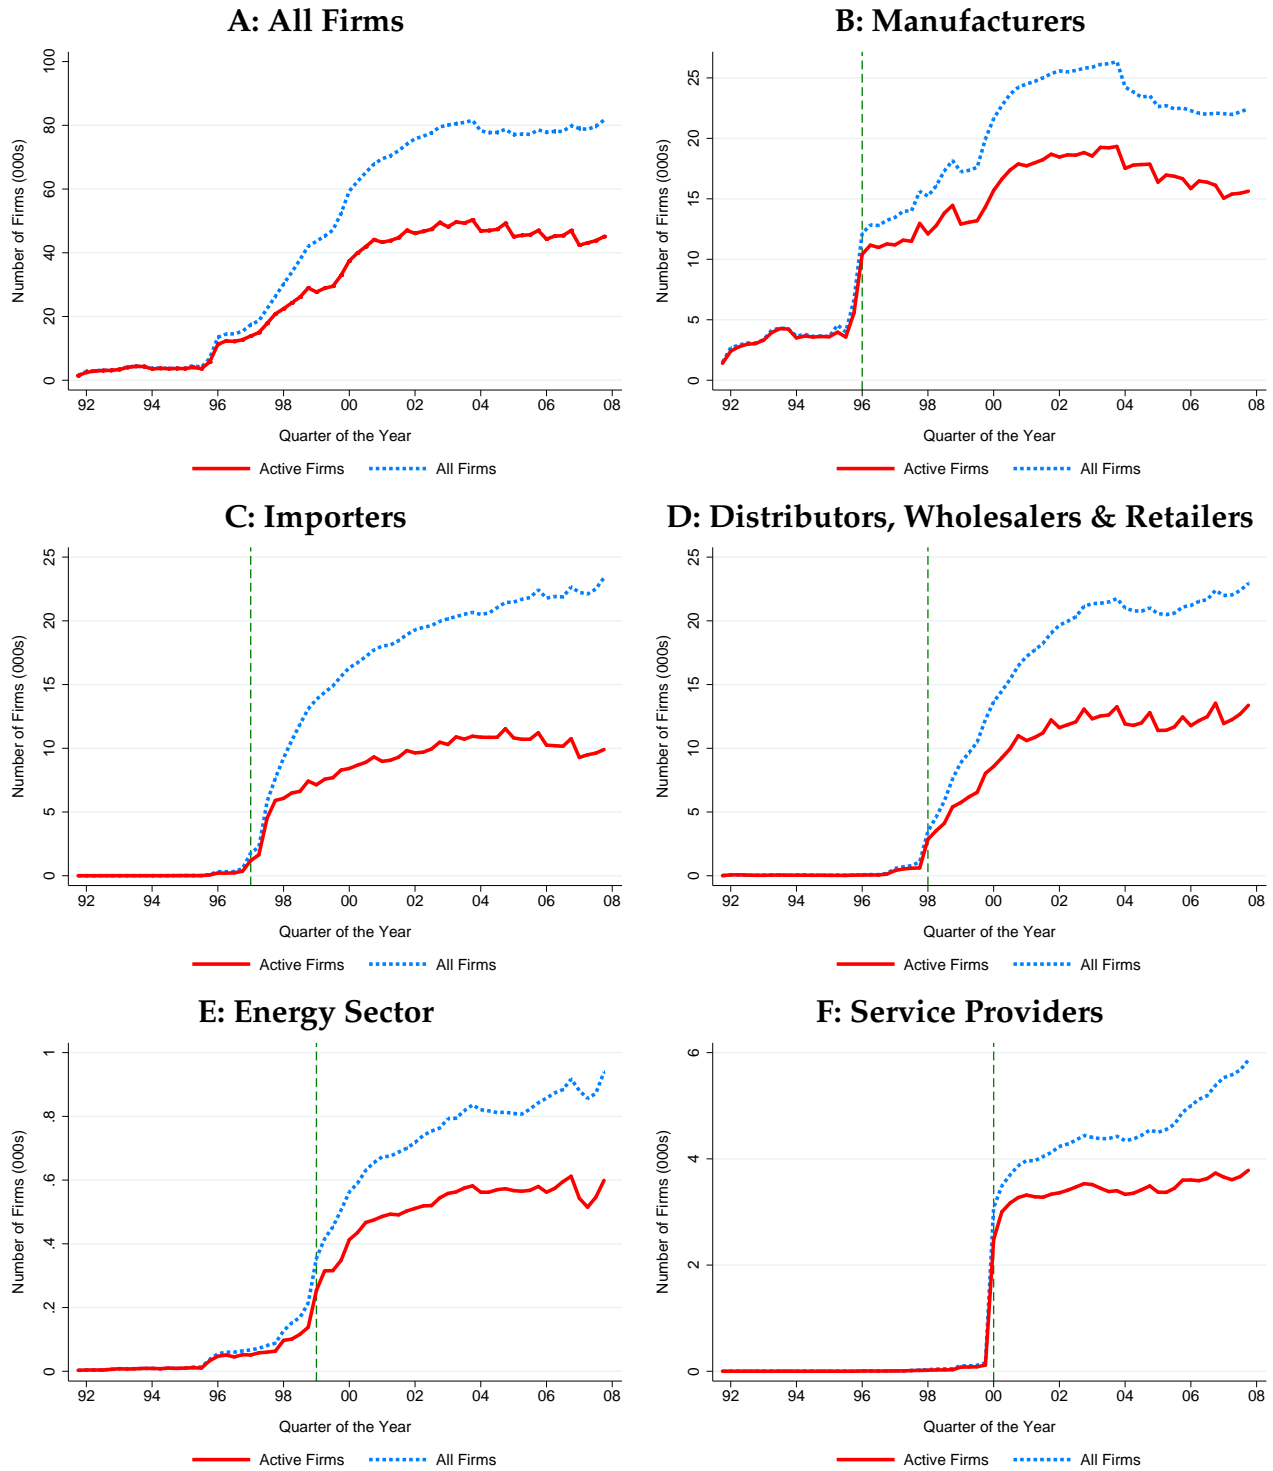 A: All Firms
Number of Firms (000s)
100
80
60
40
20
0
92 94 96 98 00 02 04 06 08
Quarter of the Year
Active Firms All Firms
B: Manufacturers
Number of Firms (000s)
25
20
15
10
5
0
92 94 96 98 00 02 04 06 08
Quarter of the Year
Active Firms All Firms
C: Importers
Number of Firms (000s)
25
20
15
10
5
0
92 94 96 98 00 02 04 06 08
Quarter of the Year
Active Firms All Firms
D: Distributors, Wholesalers & Retailers
Number of Firms (000s)
25
20
15
10
5
0
92 94 96 98 00 02 04 06 08
Quarter of the Year
Active Firms All Firms
E: Energy Sector
Number of Firms (000s)
1
.8
.6
.4
.2
0
92 94 96 98 00 02 04 06 08
Quarter of the Year
Active Firms All Firms
F: Service Providers
Number of Firms (000s)
6
4
2
0
92 94 96 98 00 02 04 06 08
Quarter of the Year
Active Firms All Firms